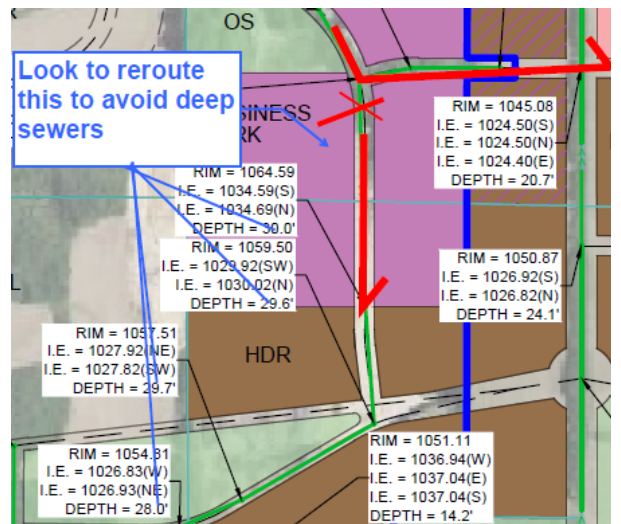 OS
Look to reroute
this to avoid deep
sewers
SINESS
RK
RIM = 1045.08
I.E. = 1024.50(S)
I.E. = 1024.50(N)
I.E. = 1024.40(E)
DEPTH = 20.7'
RIM = 1064.59
I.E. = 1034.59(S)
I.E. = 1034.69(N)
DEPTH = 30.0'
RIM = 1059.50
I.E. = 1029.92(SW)
I.E. = 1030.02(N)
DEPTH = 29.6'
RIM = 1050.87
I.E. = 1026.92(S)
I.E. = 1026.82(N)
DEPTH = 24.1'
L
HDR
RIM = 1057.51
I.E. = 1027.92(NE)
I.E. = 1027.82(SW)
DEPTH = 29.7'
RIM = 1054.81
I.E. = 1026.83(W)
I.E. = 1026.93(NE)
DEPTH = 28.0'
RIM = 1051.11
I.E. = 1036.94(W)
I.E. = 1037.04(E)
I.E. = 1037.04(S)
DEPTH = 14.2'